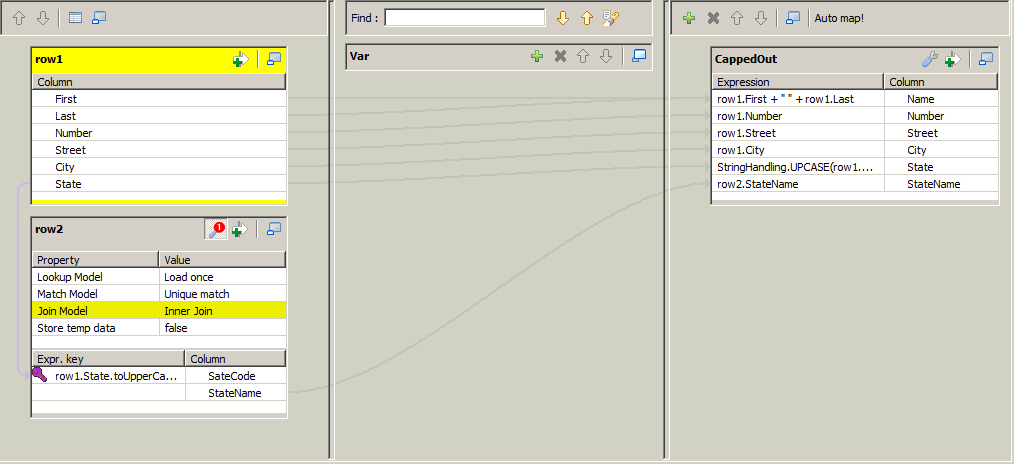 Find :
Auto map!
row1
Column
First
Last
Number
Street
City
State
row2
1
Property Value
Lookup Model Load once
Match Model Unique match
Join Model Inner Join
Store temp data false
Expr. key Column
row1.State.toUpperCa... SateCode
StateName
Var
CappedOut
Expression Column
row1.First + " " + row1.Last Name
row1.Number Number
row1.Street Street
row1.City City
StringHandling.UPCASE(row1.... State
row2.StateName StateName